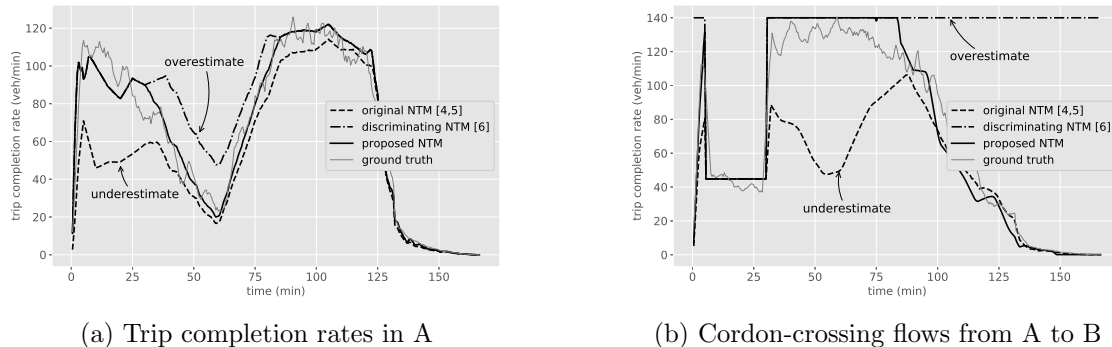 trip completion rate (veh/min)
120
100
80
60
40
20
0
0 25 50 75 100 125 150
time (min)
overestimate
underestimate
original NTM [4,5]
discriminating NTM [6]
proposed NTM
ground truth
(a) Trip completion rates in A
trip completion rate (veh/min)
140
120
100
80
60
40
20
0
0 25 50 75 100 125 150
time (min)
overestimate
underestimate
original NTM [4,5]
discriminating NTM [6]
proposed NTM
ground truth
(b) Cordon-crossing flows from A to B